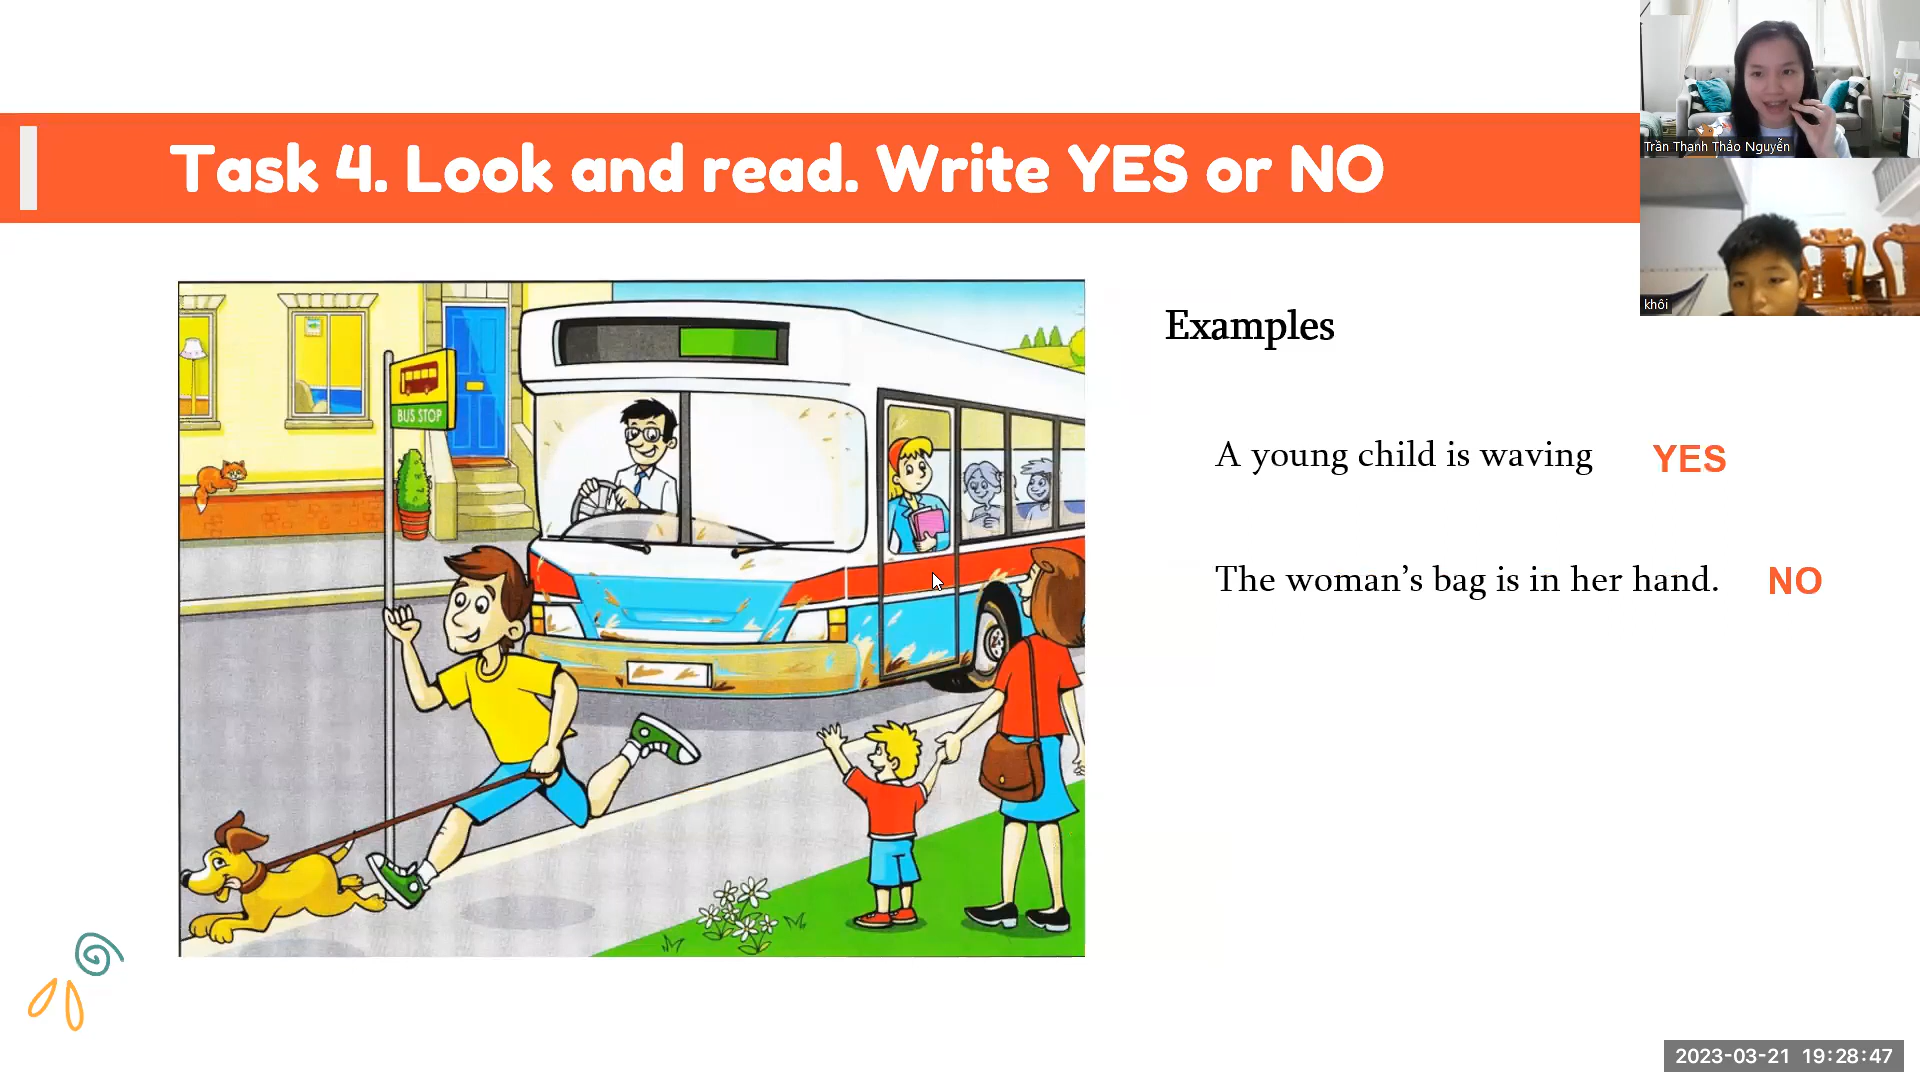 Task 4. Look and read. Write YES or NO
Trần Thanh Thảo Nguyễn
khôi
BUS STOP
Examples
A young child is waving YES
The woman’s bag is in her hand. NO
2023-03-21 19:28:47